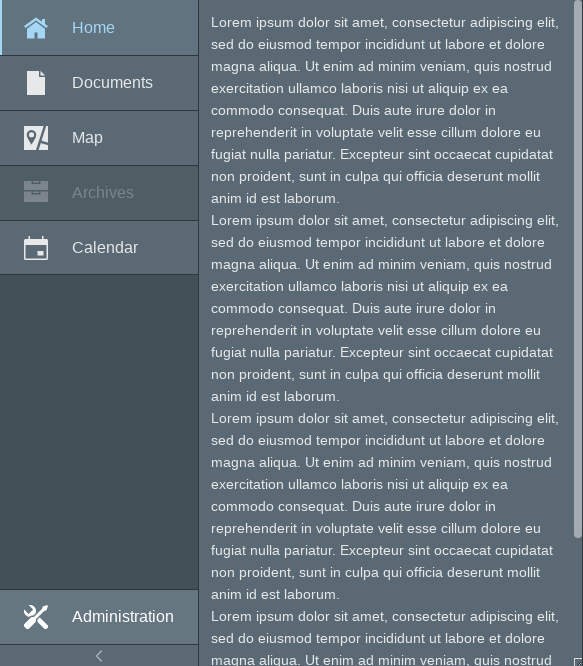 Home
Documents
Map
Archives
Calendar
Administration
Lorem ipsum dolor sit amet, consectetur adipiscing elit,
sed do eiusmod tempor incididunt ut labore et dolore
magna aliqua. Ut enim ad minim veniam, quis nostrud
exercitation ullamco laboris nisi ut aliquip ex ea
commodo consequat. Duis aute irure dolor in
reprehenderit in voluptate velit esse cillum dolore eu
fugiat nulla pariatur. Excepteur sint occaecat cupidatat
non proident, sunt in culpa qui officia deserunt mollit
anim id est laborum.
Lorem ipsum dolor sit amet, consectetur adipiscing elit,
sed do eiusmod tempor incididunt ut labore et dolore
magna aliqua. Ut enim ad minim veniam, quis nostrud
exercitation ullamco laboris nisi ut aliquip ex ea
commodo consequat. Duis aute irure dolor in
reprehenderit in voluptate velit esse cillum dolore eu
fugiat nulla pariatur. Excepteur sint occaecat cupidatat
non proident, sunt in culpa qui officia deserunt mollit
anim id est laborum.
Lorem ipsum dolor sit amet, consectetur adipiscing elit,
sed do eiusmod tempor incididunt ut labore et dolore
magna aliqua. Ut enim ad minim veniam, quis nostrud
exercitation ullamco laboris nisi ut aliquip ex ea
commodo consequat. Duis aute irure dolor in
reprehenderit in voluptate velit esse cillum dolore eu
fugiat nulla pariatur. Excepteur sint occaecat cupidatat
non proident, sunt in culpa qui officia deserunt mollit
anim id est laborum.
Lorem ipsum dolor sit amet, consectetur adipiscing elit,
sed do eiusmod tempor incididunt ut labore et dolore
magna aliqua. Ut enim ad minim veniam, quis nostrud